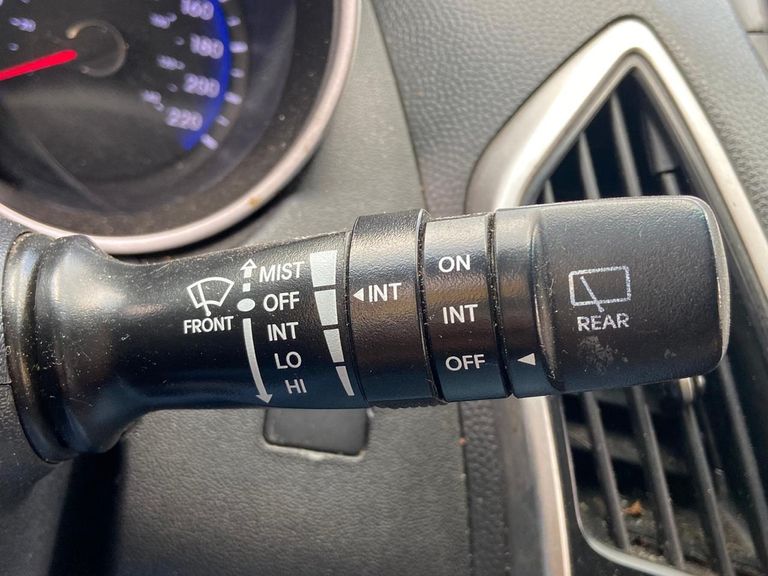 160
180
200
220
MIST
OFF
INT
LO
HI
FRONT
INT
ON
INT
OFF
REAR